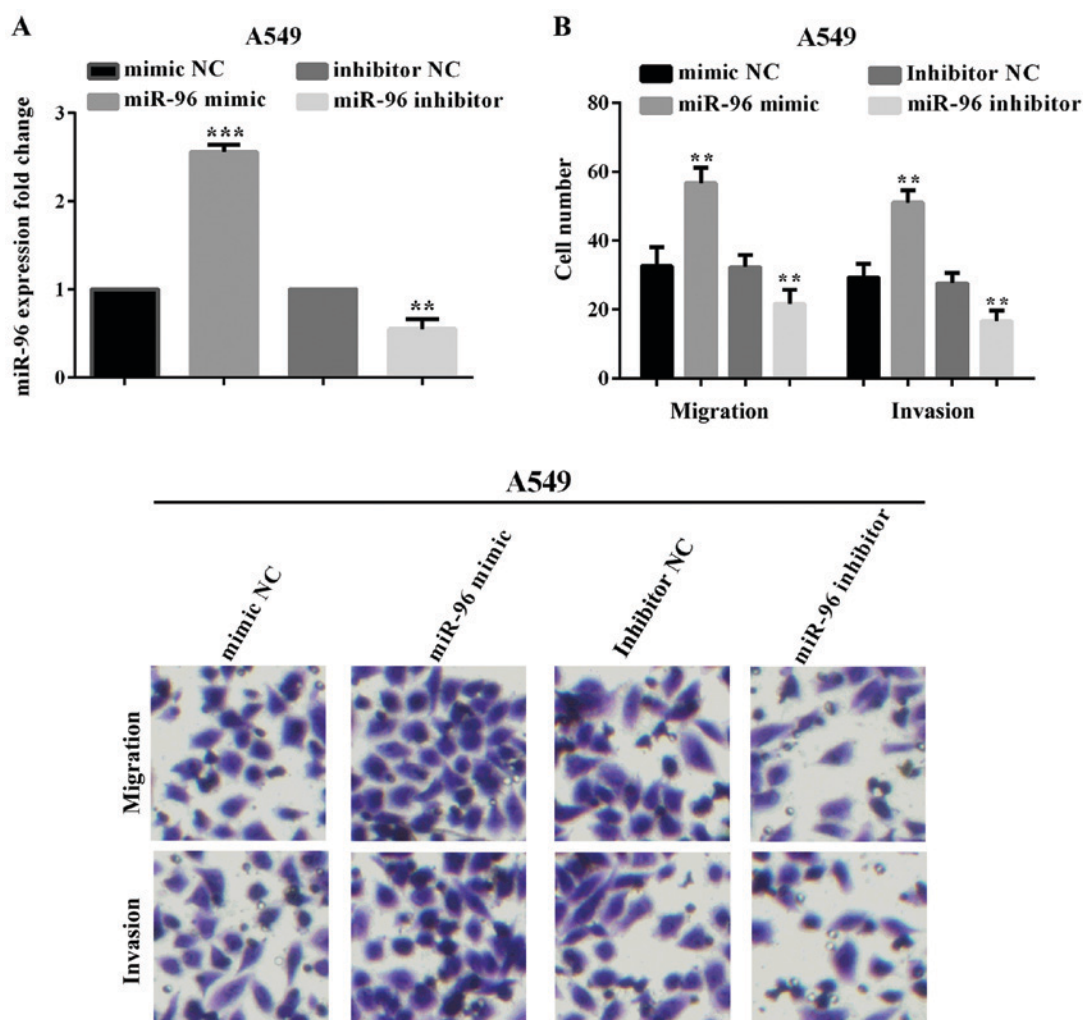 A
A549
mimic NC
inhibitor NC
miR-96 mimic
miR-96 inhibitor
miR-96 expression fold change
3
2
1
0
***
**
B
A549
mimic NC
Inhibitor NC
miR-96 mimic
miR-96 inhibitor
Cell number
80
60
40
20
0
**
**
**
**
Migration
Invasion
A549
mimic NC
miR-96 mimic
Inhibitor NC
miR-96 inhibitor
Migration
Invasion